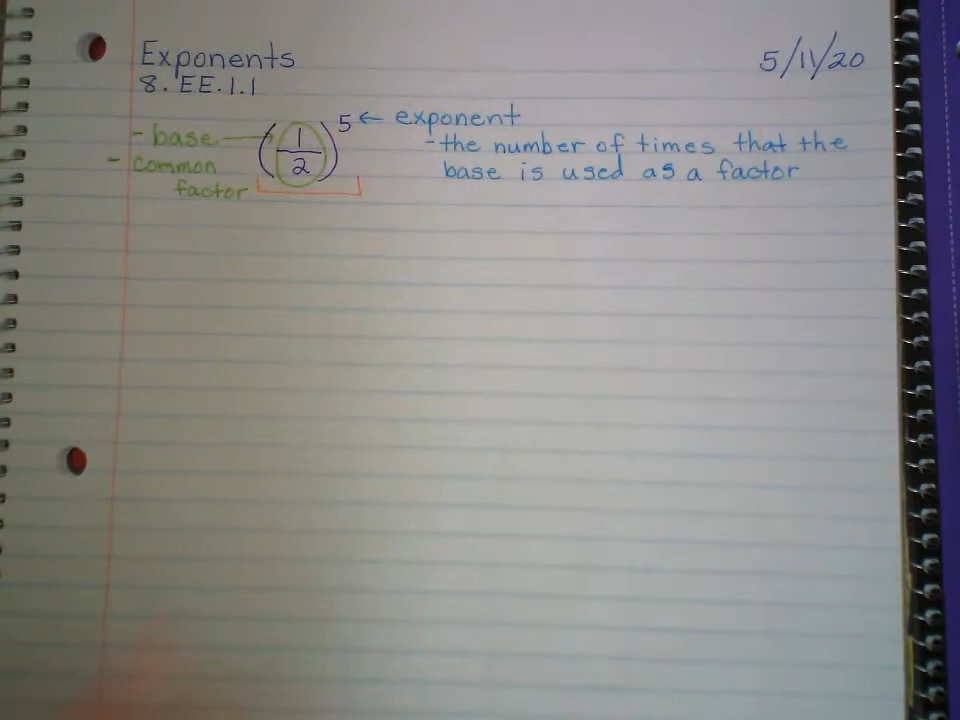 Exponents 5/11/20
8.EE.1.1
- base (1/2)^5 ← exponent
- common - the number of times that the
factor base is used as a factor